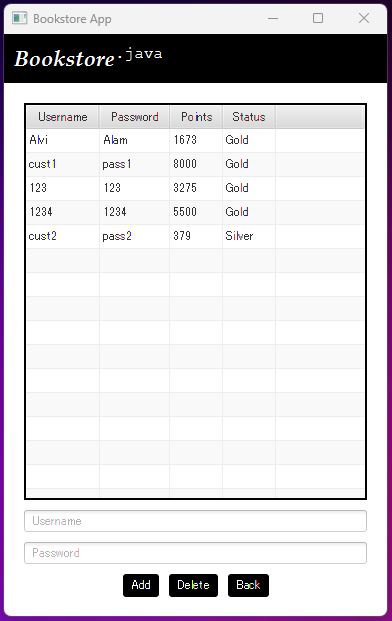 Bookstore App
Bookstore.java
Username Password Points Status
Alvi Alam 1673 Gold
cust1 pass1 8000 Gold
123 123 3275 Gold
1234 1234 5500 Gold
cust2 pass2 379 Silver
Username
Password
Add Delete Back